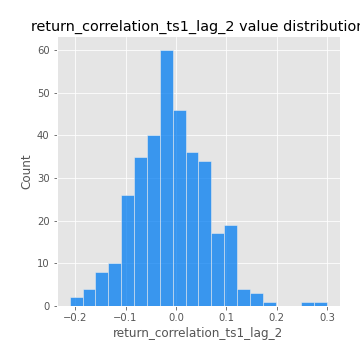 return_correlation_ts1_lag_2 value distribution
60
50
40
30
20
10
0
Count
−0.2 −0.1 0.0 0.1 0.2 0.3
return_correlation_ts1_lag_2